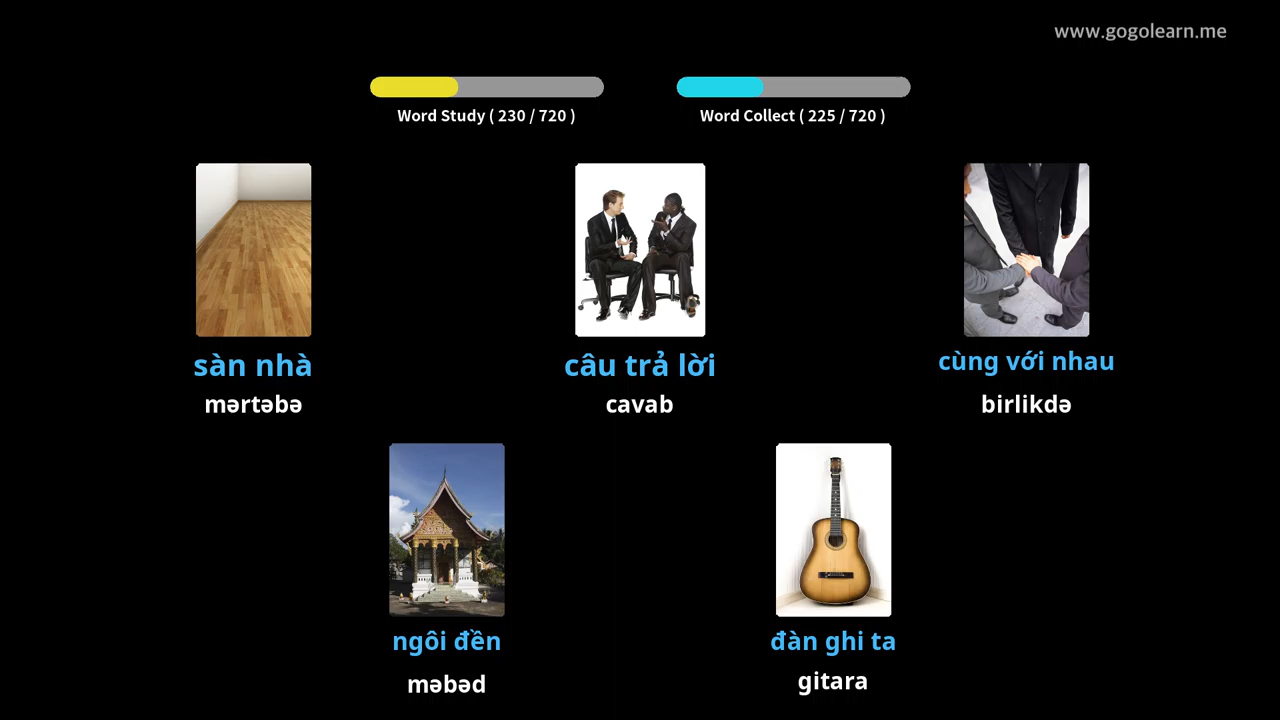 www.gogolearn.me
Word Study ( 230 / 720 )
Word Collect ( 225 / 720 )
sàn nhà
mərtəbə
câu trả lời
cavab
cùng với nhau
birlikdə
ngôi đền
məbəd
đàn ghi ta
gitara